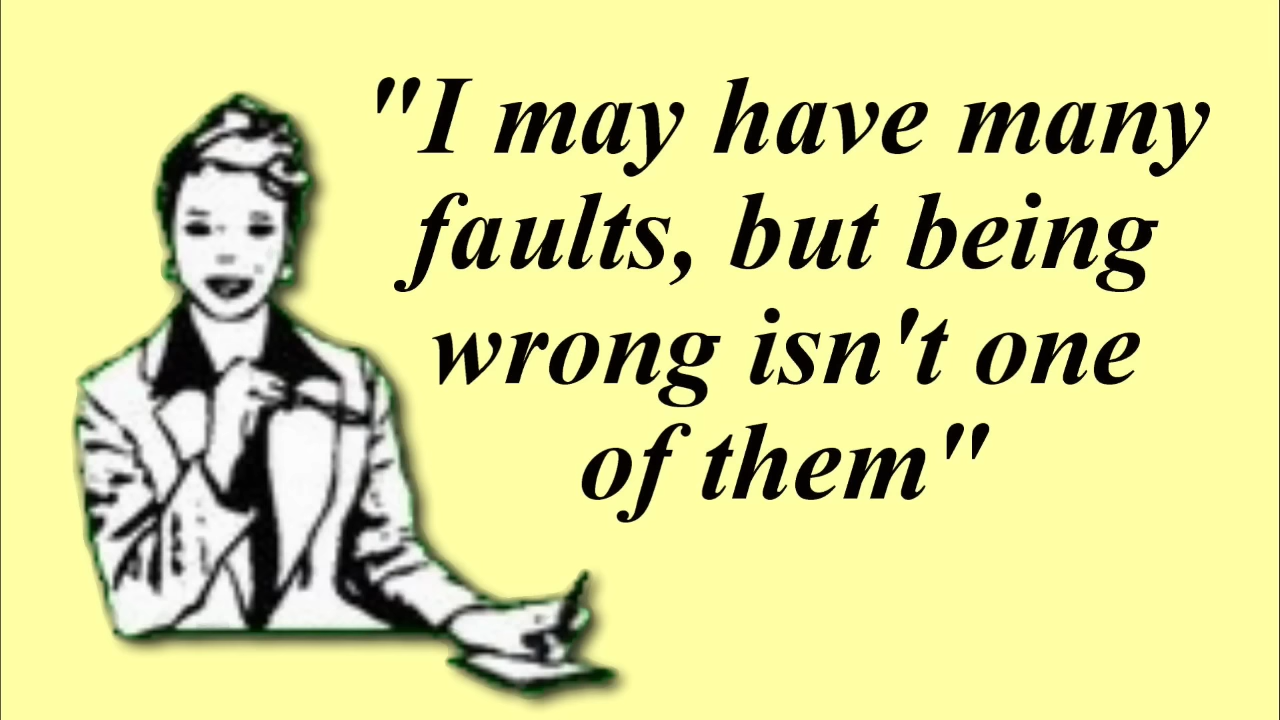 "I may have many
faults, but being
wrong isn't one
of them"